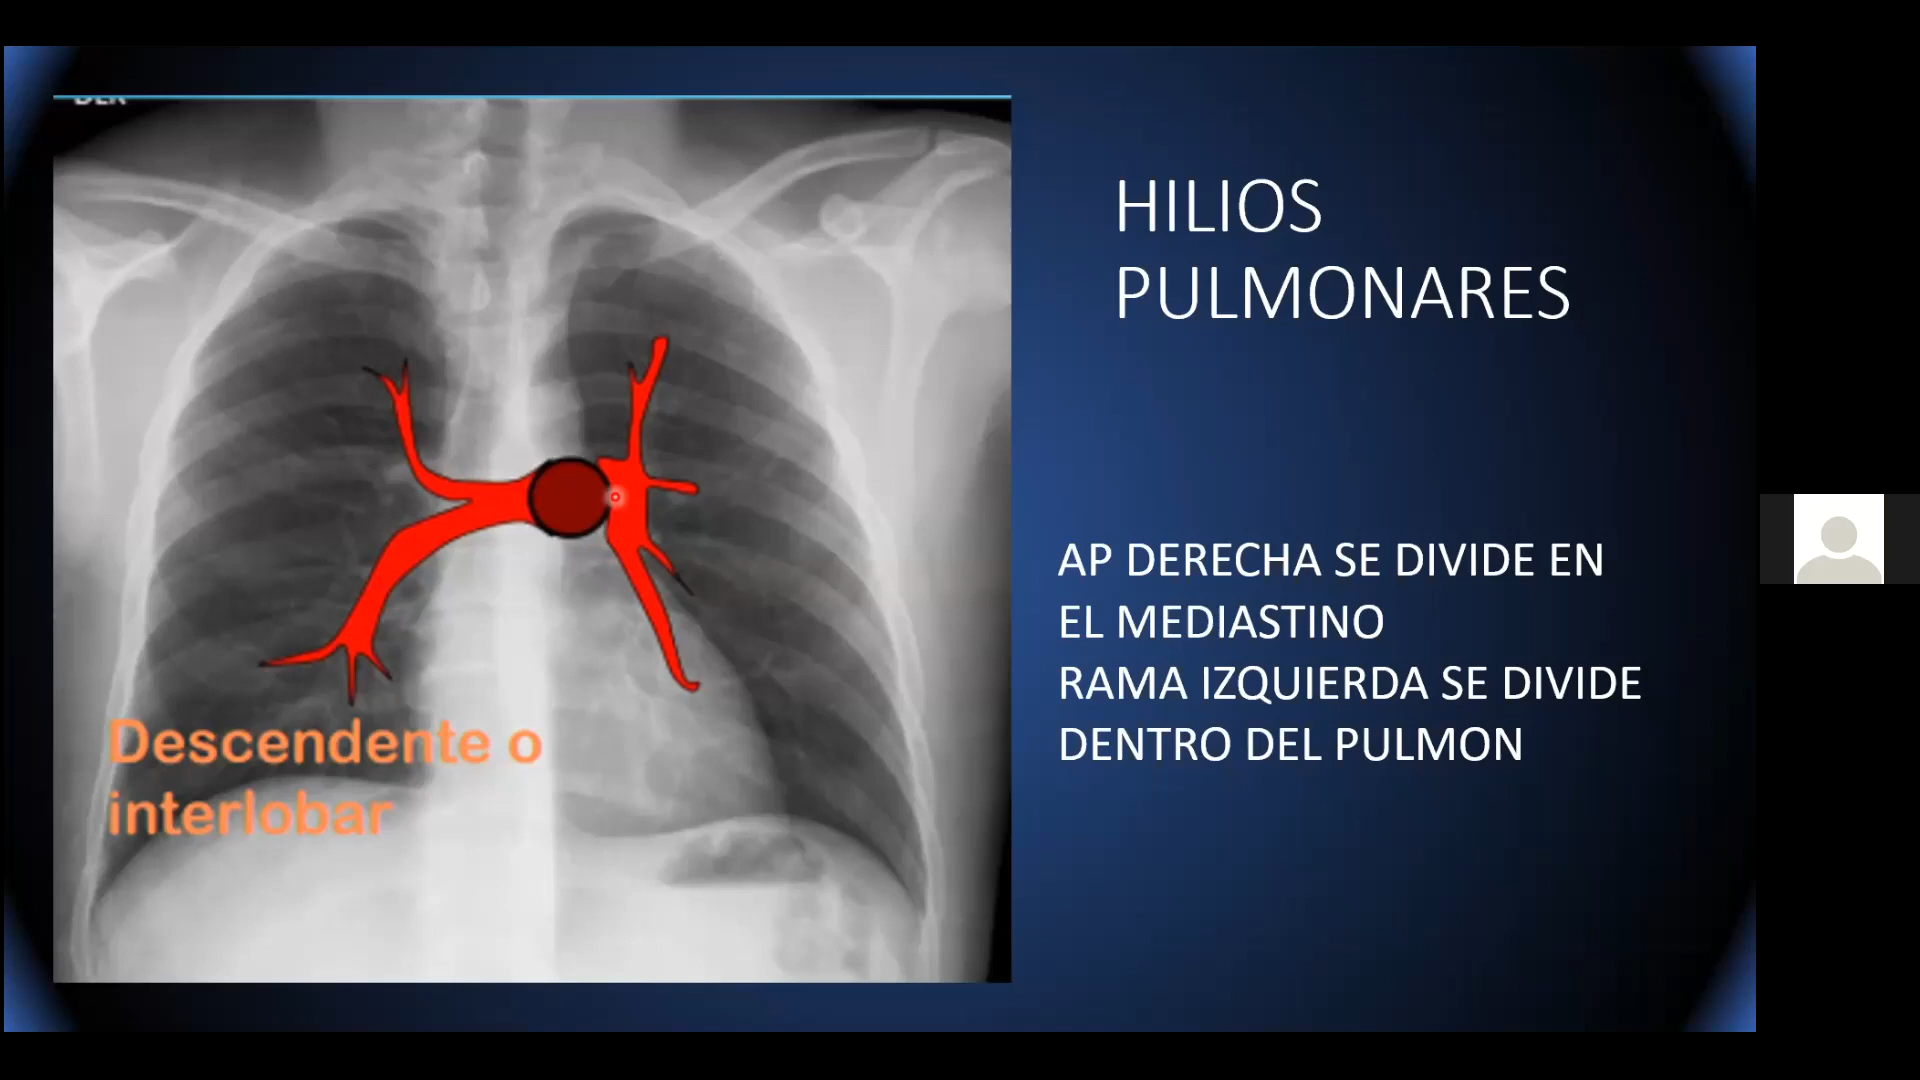 HILIOS
PULMONARES
AP DERECHA SE DIVIDE EN
EL MEDIASTINO
RAMA IZQUIERDA SE DIVIDE
DENTRO DEL PULMON
Descendente o
interlobar